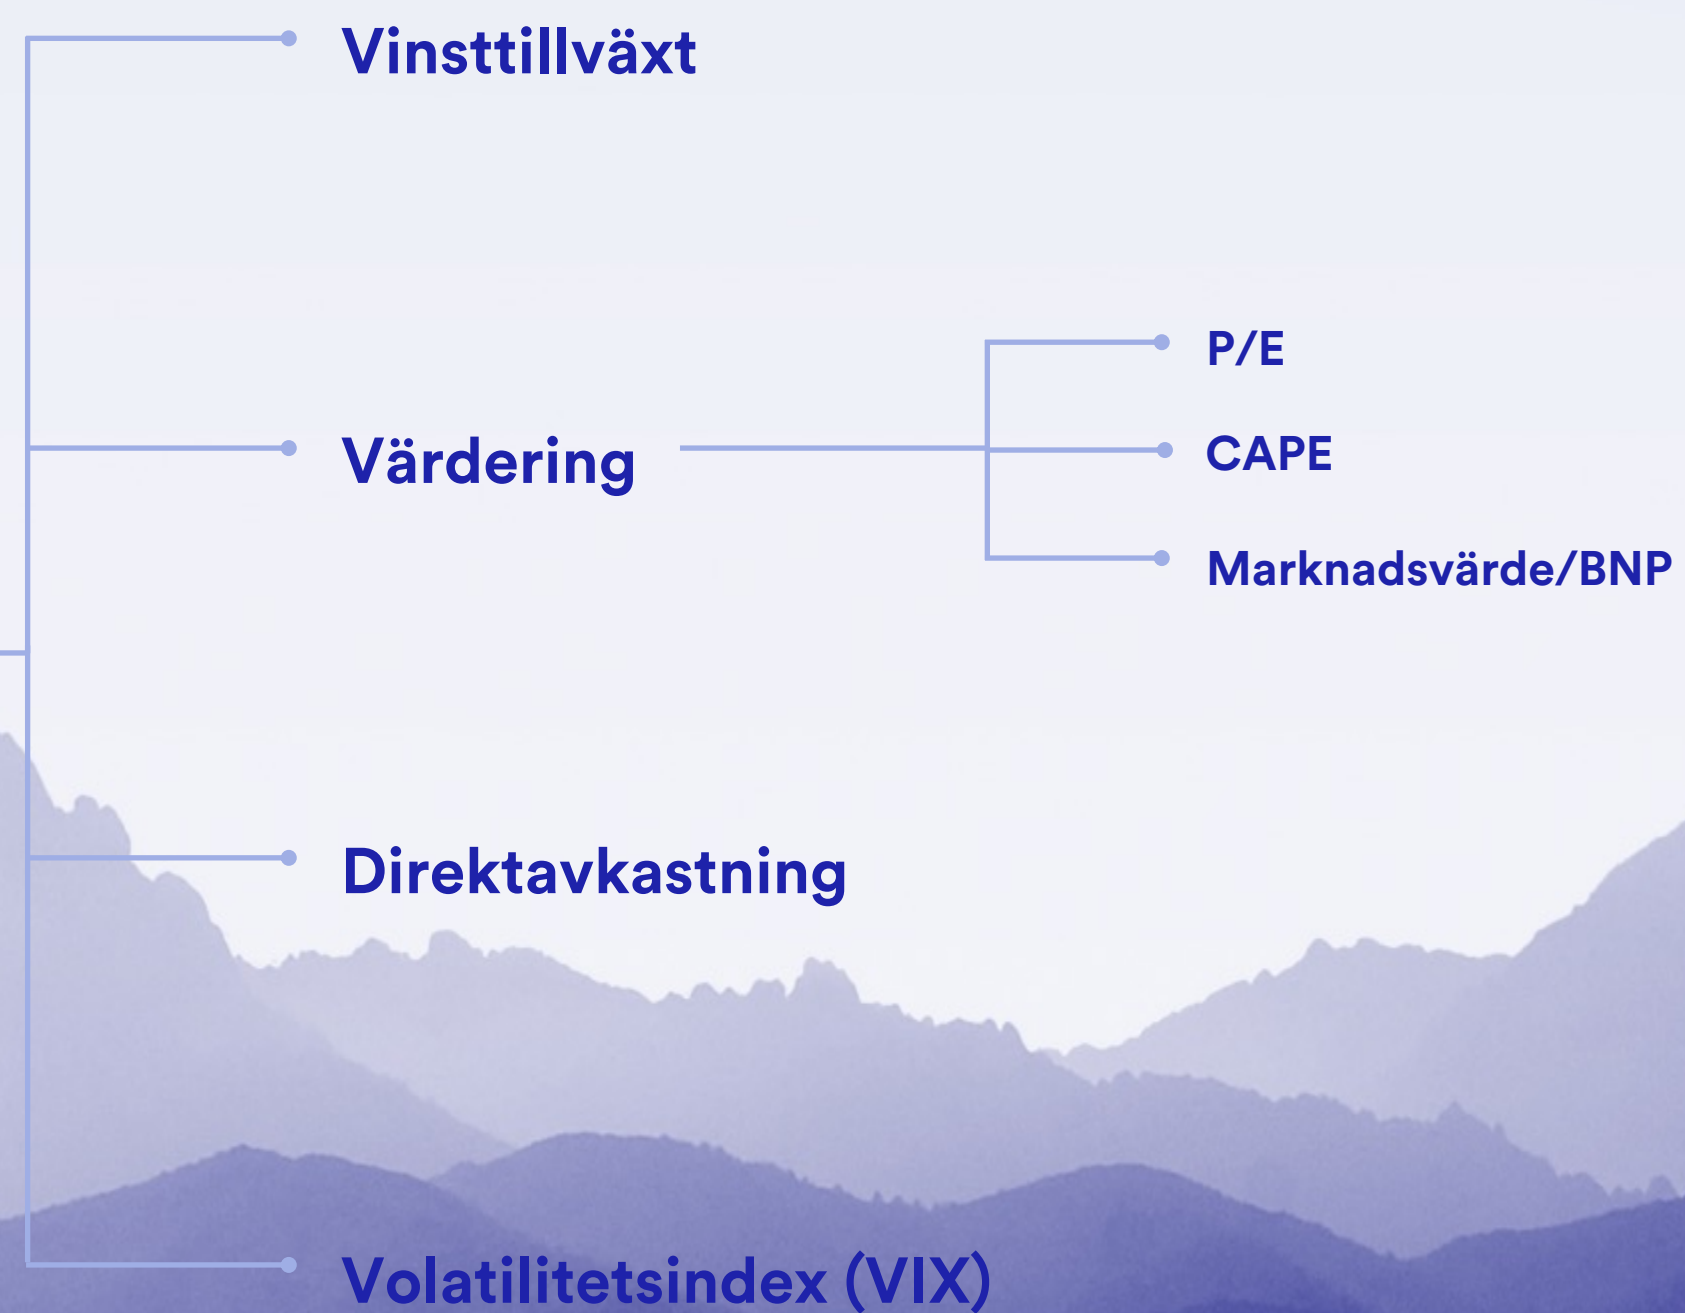 Vinsttillväxt
Värdering
P/E
CAPE
Marknadsvärde/BNP
Direktavkastning
Volatilitetsindex (VIX)